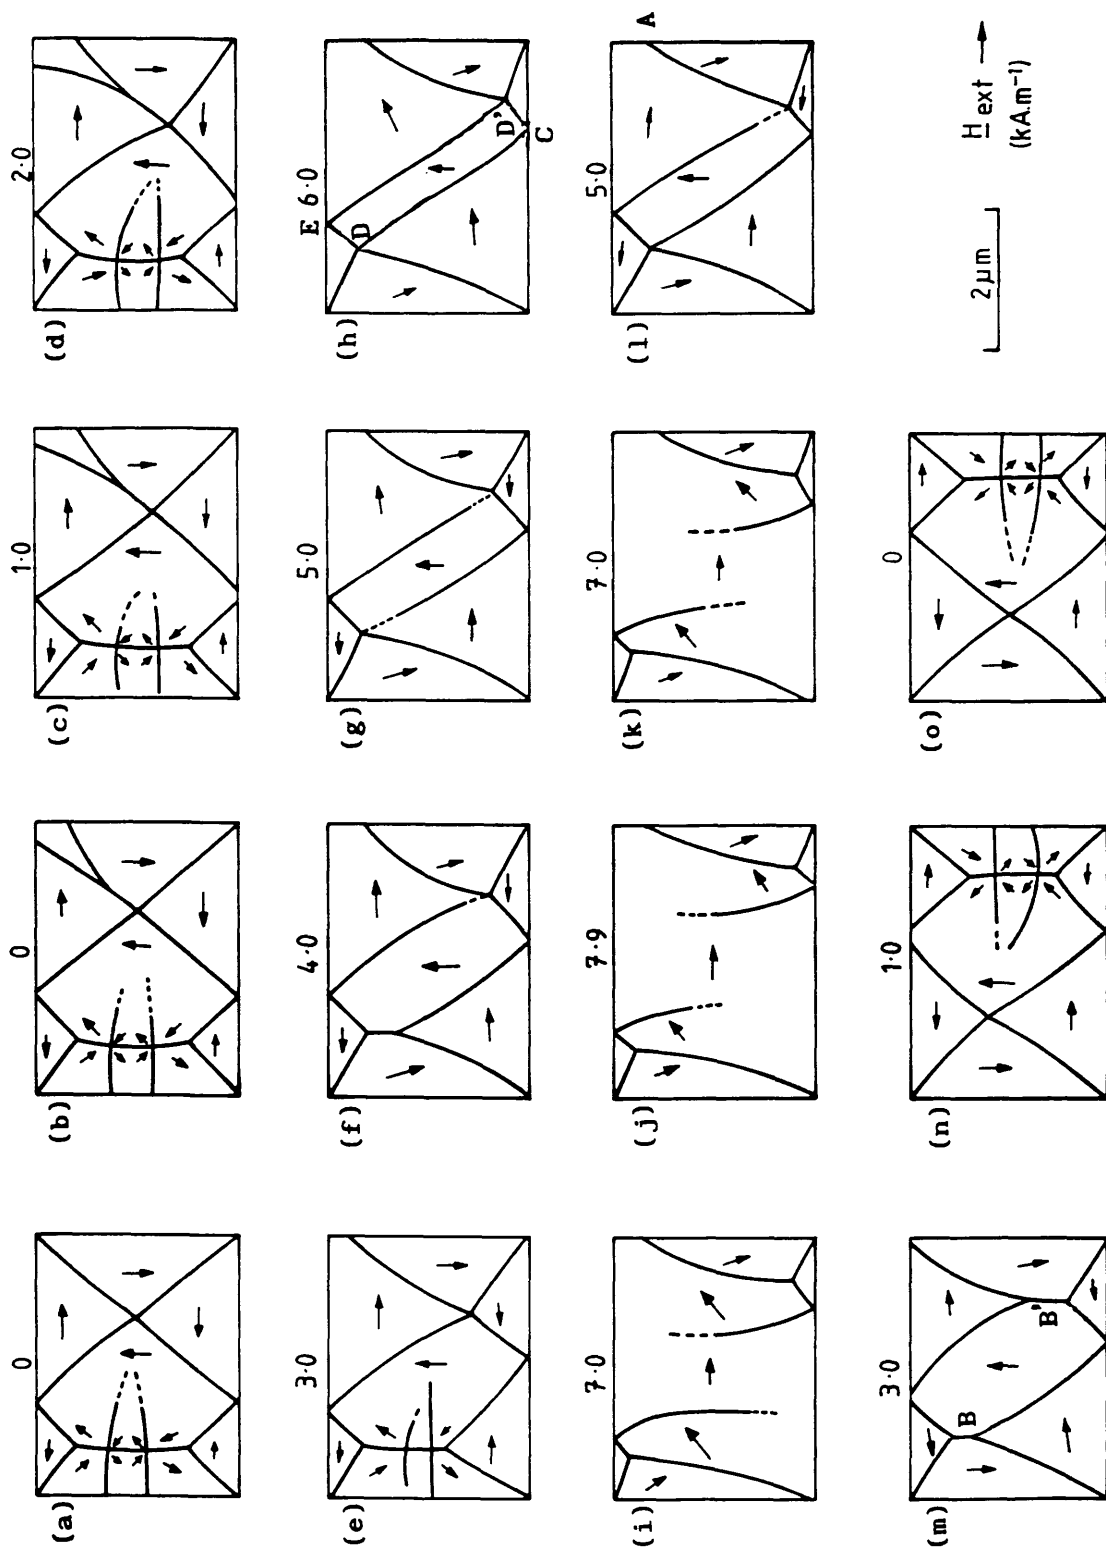 (a) 0
(b) 0
(c) 1·0
(d) 2·0
(e) 3·0
(f) 4·0
(g) 5·0
(h) 6·0
E
D
D'
C
(i) 7·0
(j) 7·9
(k) 7·0
(l) 5·0
A
(m) 3·0
B
B'
(n) 1·0
(o) 0
2μm
H ext
(kA.m⁻¹)